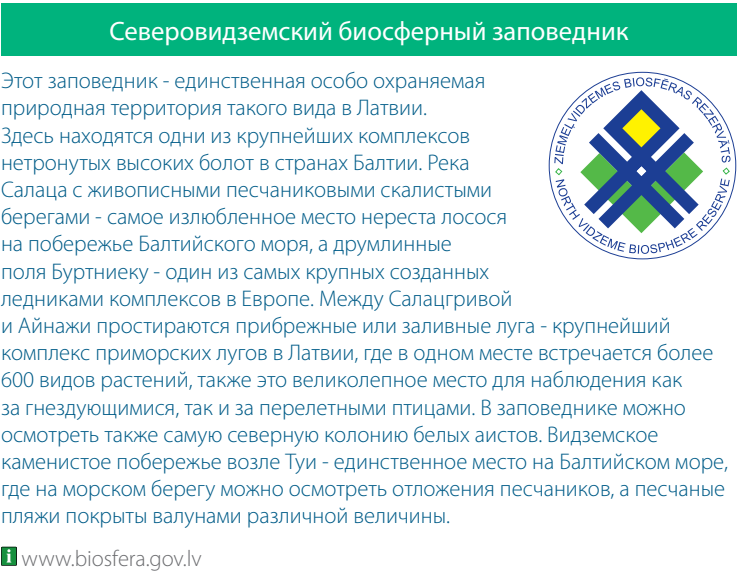 Северовидземский биосферный заповедник
Этот заповедник - единственная особо охраняемая
природная территория такого вида в Латвии.
Здесь находятся одни из крупнейших комплексов
нетронутых высоких болот в странах Балтии. Река
Салаца с живописными песчаниковыми скалистыми
берегами - самое излюбленное место нереста лосося
на побережье Балтийского моря, а друмлинные
поля Буртниеку - один из самых крупных созданных
ледниками комплексов в Европе. Между Салацгривой
и Айнажи простираются прибрежные или заливные луга - крупнейший
комплекс приморских лугов в Латвии, где в одном месте встречается более
600 видов растений, также это великолепное место для наблюдения как
за гнездующимися, так и за перелетными птицами. В заповеднике можно
осмотреть также самую северную колонию белых аистов. Видземское
каменистое побережье возле Туи - единственное место на Балтийском море,
где на морском берегу можно осмотреть отложения песчаников, а песчаные
пляжи покрыты валунами различной величины.
i www.biosfera.gov.lv
ZIEMEĻVIDZEMES BIOSFĒRAS REZERVĀTS
NORTH VIDZEME BIOSPHERE RESERVE